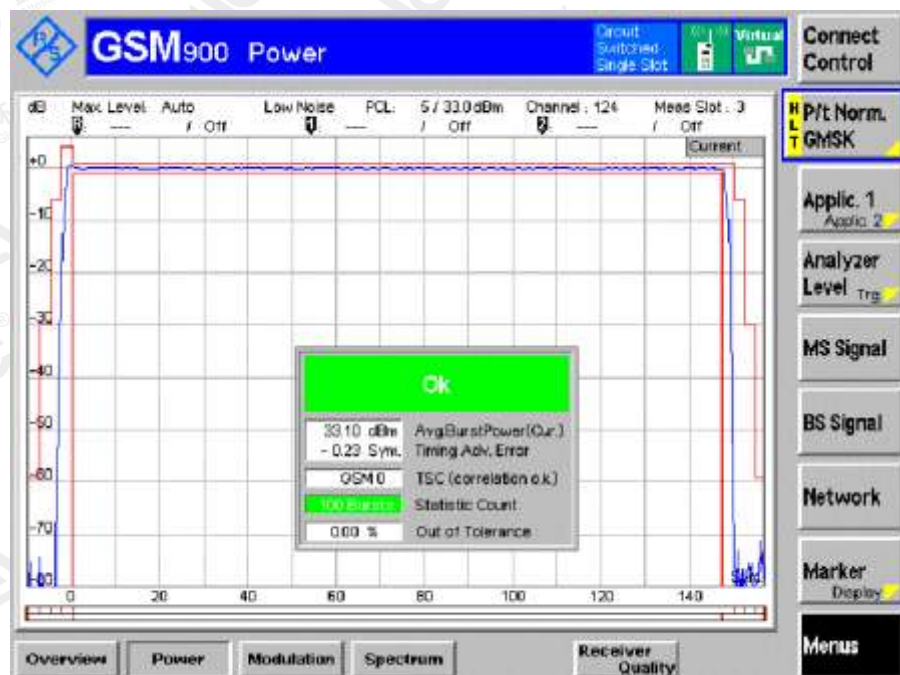 R&S
GSM900 Power
Circuit Switched Single Slot
Virtual
Connect Control
dB Max. Level: Auto Low Noise PCL: 5 / 33.0 dBm Channel : 124 Meas Slot : 3
--- / Off --- / Off --- / Off
Current
HLT
P/t Norm. GMSK
+0
-10
-20
-30
-40
-50
-60
-70
-80
Applic. 1
Applic. 2
Analyzer Level Trg.
MS Signal
BS Signal
Network
Marker
Display
Menus
Ok
33.10 dBm Avg.BurstPower(Cur.)
- 0.23 Sym. Timing Adv. Error
GSM 0 TSC (correlation o.k.)
100 Bursts Statistic Count
0.00 % Out of Tolerance
0 20 40 60 80 100 120 140
Overview Power Modulation Spectrum Receiver Quality